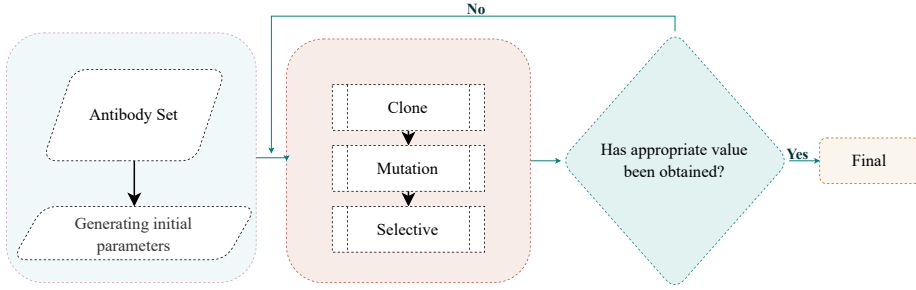 No
Antibody Set
Generating initial
parameters
Clone
Mutation
Selective
Has appropriate value
been obtained?
Yes
Final